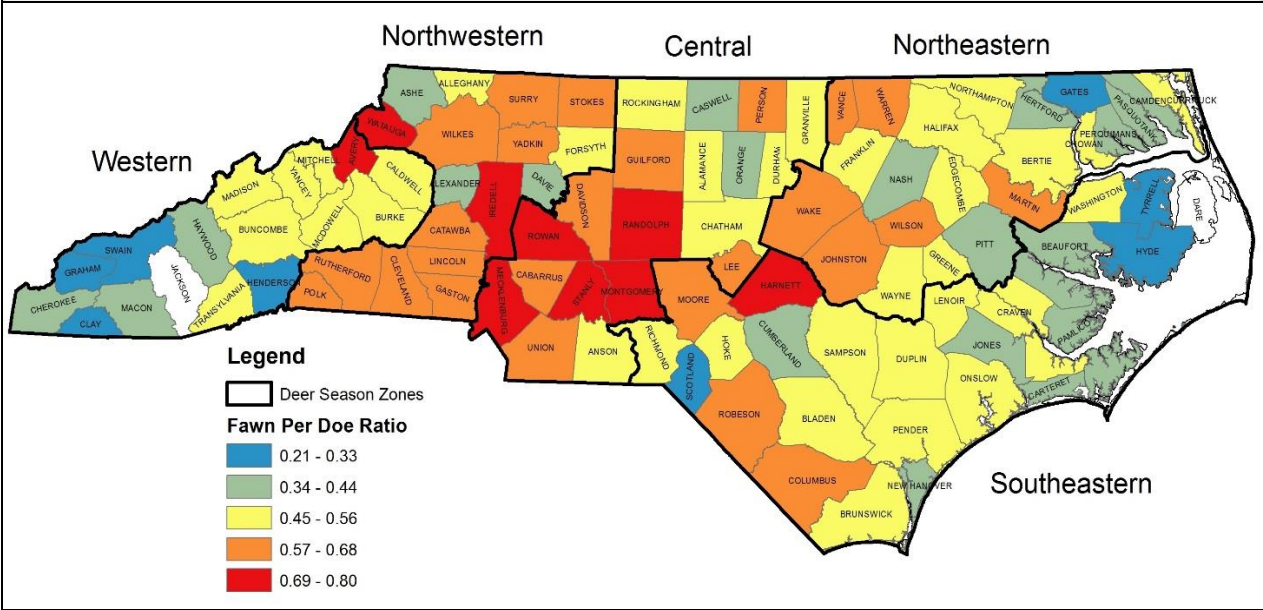 Northwestern
Central
Northeastern
Western
Southeastern
ASHE
ALLEGHANY
SURRY
STOKES
ROCKINGHAM
CASWELL
PERSON
GRANVILLE
VANCE
WARREN
NORTHAMPTON
HERTFORD
GATES
CAMDEN
CURRITUCK
PASQUOTANK
PERQUIMANS
CHOWAN
WATAUGA
WILKES
YADKIN
FORSYTH
GUILFORD
ALAMANCE
ORANGE
DURHAM
FRANKLIN
HALIFAX
BERTIE
AVERY
MITCHELL
YANCEY
MADISON
CALDWELL
ALEXANDER
IREDELL
DAVIE
DAVIDSON
RANDOLPH
CHATHAM
WAKE
NASH
EDGECOMBE
MARTIN
WASHINGTON
TYRRELL
DARE
BUNCOMBE
MCDOWELL
BURKE
CATAWBA
ROWAN
LEE
JOHNSTON
WILSON
GREENE
PITT
BEAUFORT
HYDE
SWAIN
HAYWOOD
GRAHAM
JACKSON
HENDERSON
TRANSYLVANIA
RUTHERFORD
POLK
CLEVELAND
LINCOLN
GASTON
MECKLENBURG
CABARRUS
STANLY
MONTGOMERY
MOORE
HARNETT
WAYNE
LENOIR
CRAVEN
PAMLICO
CHEROKEE
MACON
CLAY
UNION
ANSON
RICHMOND
SCOTLAND
HOKE
CUMBERLAND
SAMPSON
DUPLIN
JONES
ONSLOW
CARTERET
ROBESON
BLADEN
PENDER
COLUMBUS
BRUNSWICK
NEW HANOVER
Legend
Deer Season Zones
Fawn Per Doe Ratio
0.21 - 0.33
0.34 - 0.44
0.45 - 0.56
0.57 - 0.68
0.69 - 0.80